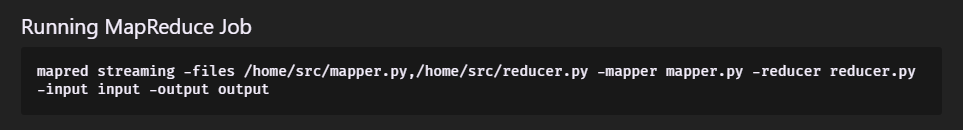 Running MapReduce Job
mapred streaming -files /home/src/mapper.py,/home/src/reducer.py -mapper mapper.py -reducer reducer.py
-input input -output output